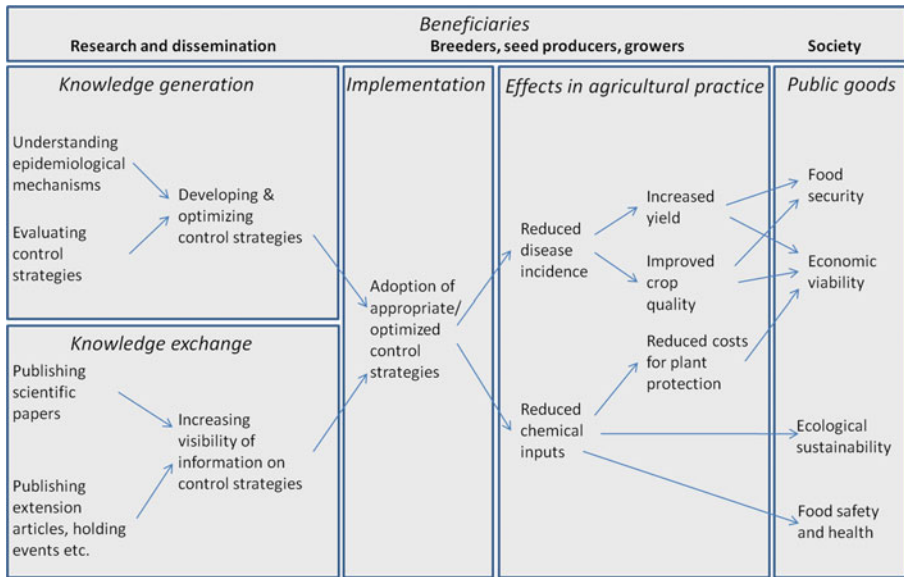 Beneficiaries
Research and dissemination
Breeders, seed producers, growers
Society
Knowledge generation
Understanding
epidemiological
mechanisms
Evaluating
control
strategies
Developing &
optimizing
control strategies
Knowledge exchange
Publishing
scientific
papers
Publishing
extension
articles, holding
events etc.
Increasing
visibility of
information on
control strategies
Implementation
Adoption of
appropriate/
optimized
control
strategies
Effects in agricultural practice
Reduced
disease
incidence
Reduced
chemical
inputs
Increased
yield
Improved
crop
quality
Reduced costs
for plant
protection
Public goods
Food
security
Economic
viability
Ecological
sustainability
Food safety
and health